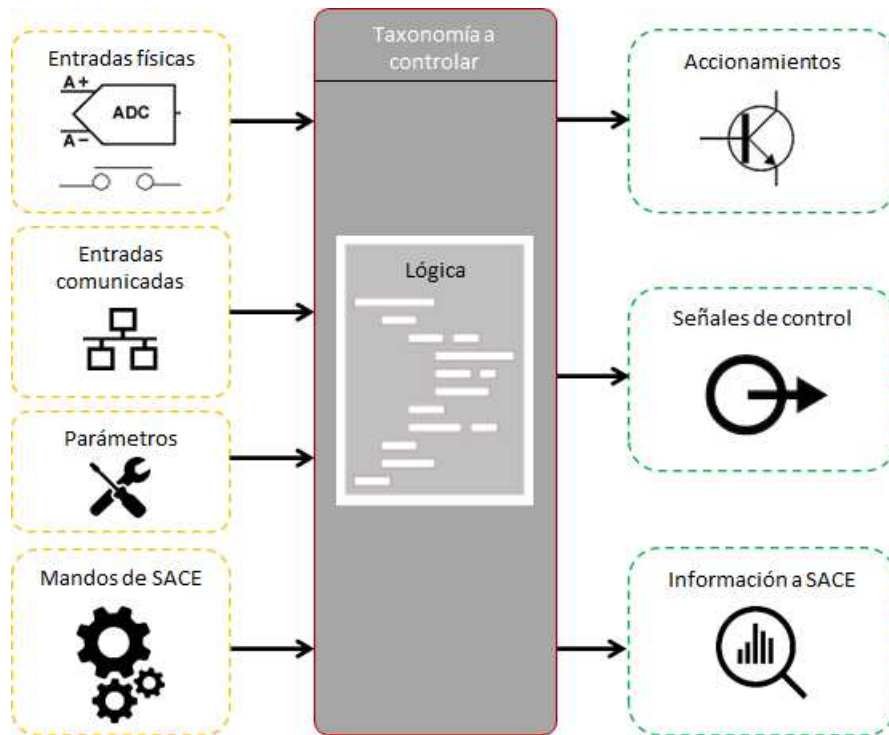 Entradas físicas
A+
ADC
A-
Entradas
comunicadas
Parámetros
Mandos de SACE
Taxonomía a
controlar
Lógica
Accionamientos
Señales de control
Información a SACE